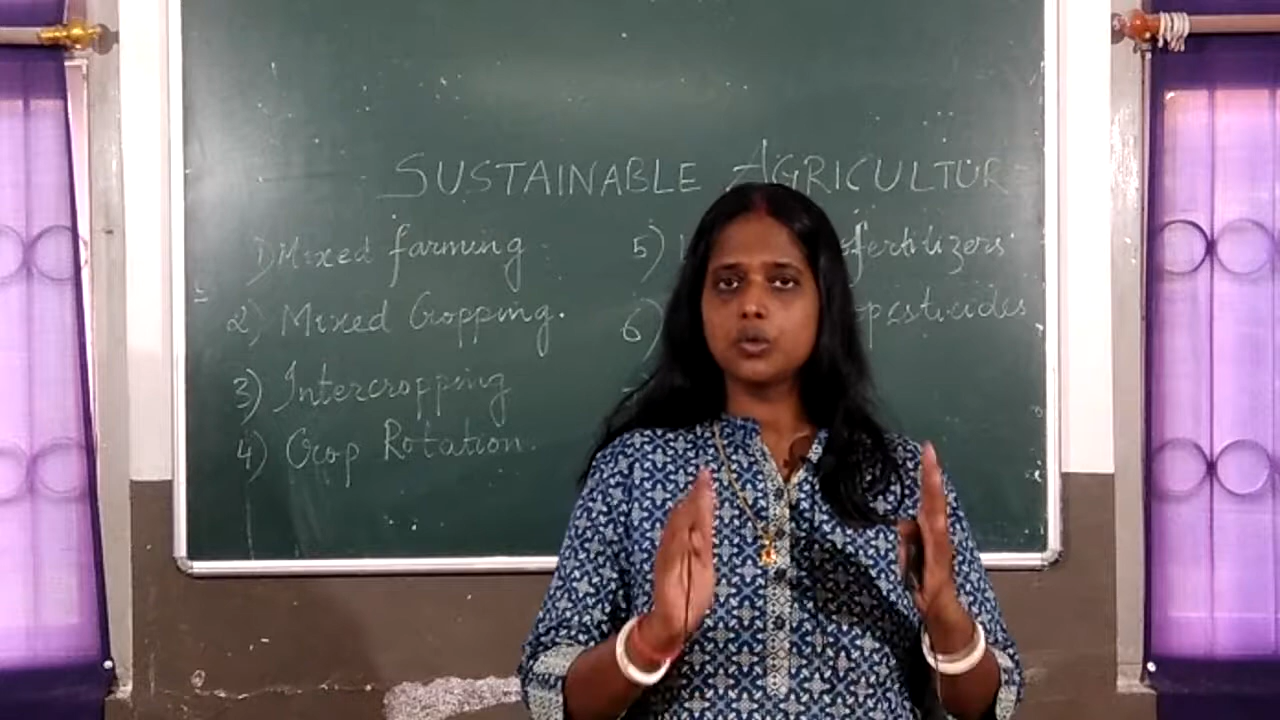 SUSTAINABLE AGRICULTUR
1) Mixed farming
2) Mixed Cropping.
3) Intercropping
4) Crop Rotation.
5) fertilizers
6) pesticides